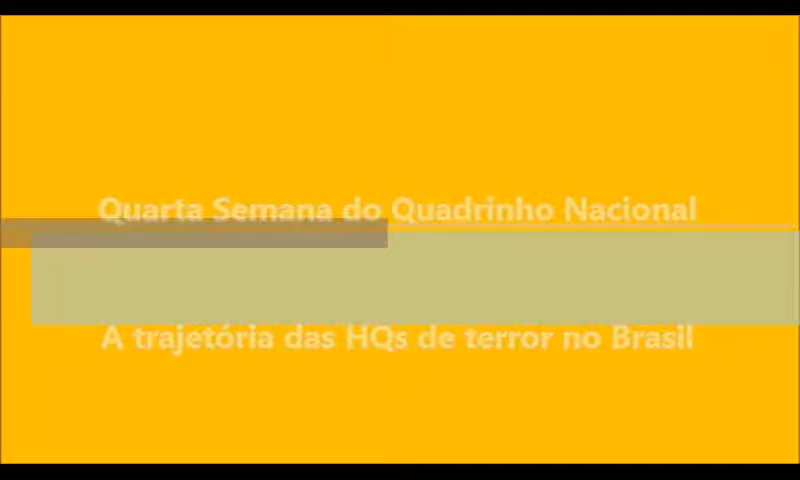 Quarta Semana do Quadrinho Nacional
A trajetória das HQs de terror no Brasil